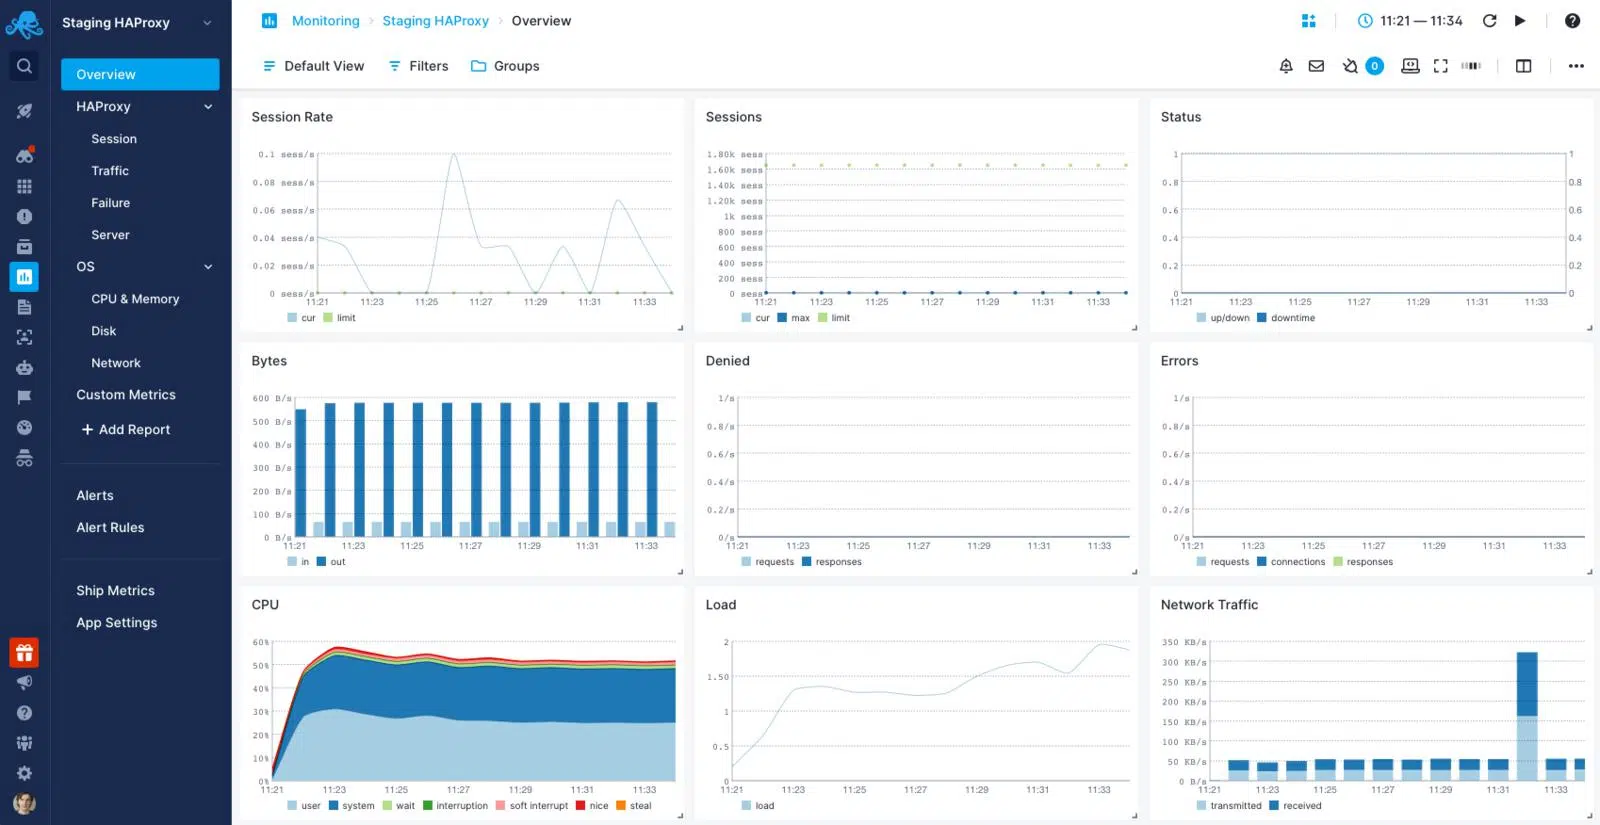 Staging HAProxy
Monitoring > Staging HAProxy > Overview
11:21 — 11:34
Default View
Filters
Groups
0
Overview
HAProxy
Session
Traffic
Failure
Server
OS
CPU & Memory
Disk
Network
Custom Metrics
+ Add Report
Alerts
Alert Rules
Ship Metrics
App Settings
Session Rate
0.1 sess/s
0.08 sess/s
0.06 sess/s
0.04 sess/s
0.02 sess/s
0 sess/s
11:21 11:23 11:25 11:27 11:29 11:31 11:33
cur limit
Sessions
1.80k sess
1.60k sess
1.40k sess
1.20k sess
1k sess
800 sess
600 sess
400 sess
200 sess
0 sess
11:21 11:23 11:25 11:27 11:29 11:31 11:33
cur max limit
Status
1 1
0.8 0.8
0.6 0.6
0.4 0.4
0.2 0.2
0 0
11:21 11:23 11:25 11:27 11:29 11:31 11:33
up/down downtime
Bytes
600 B/s
500 B/s
400 B/s
300 B/s
200 B/s
100 B/s
0 B/s
11:21 11:23 11:25 11:27 11:29 11:31 11:33
in out
Denied
1/s
0.8/s
0.6/s
0.4/s
0.2/s
0/s
11:21 11:23 11:25 11:27 11:29 11:31 11:33
requests responses
Errors
1/s
0.8/s
0.6/s
0.4/s
0.2/s
0/s
11:21 11:23 11:25 11:27 11:29 11:31 11:33
requests connections responses
CPU
60%
50%
40%
30%
20%
10%
0%
11:21 11:23 11:25 11:27 11:29 11:31 11:33
user system wait interruption soft interrupt nice steal
Load
2
1.50
1
0.5
0
11:21 11:23 11:25 11:27 11:29 11:31 11:33
load
Network Traffic
350 KB/s
300 KB/s
250 KB/s
200 KB/s
150 KB/s
100 KB/s
50 KB/s
0 B/s
11:21 11:23 11:25 11:27 11:29 11:31 11:33
transmitted received